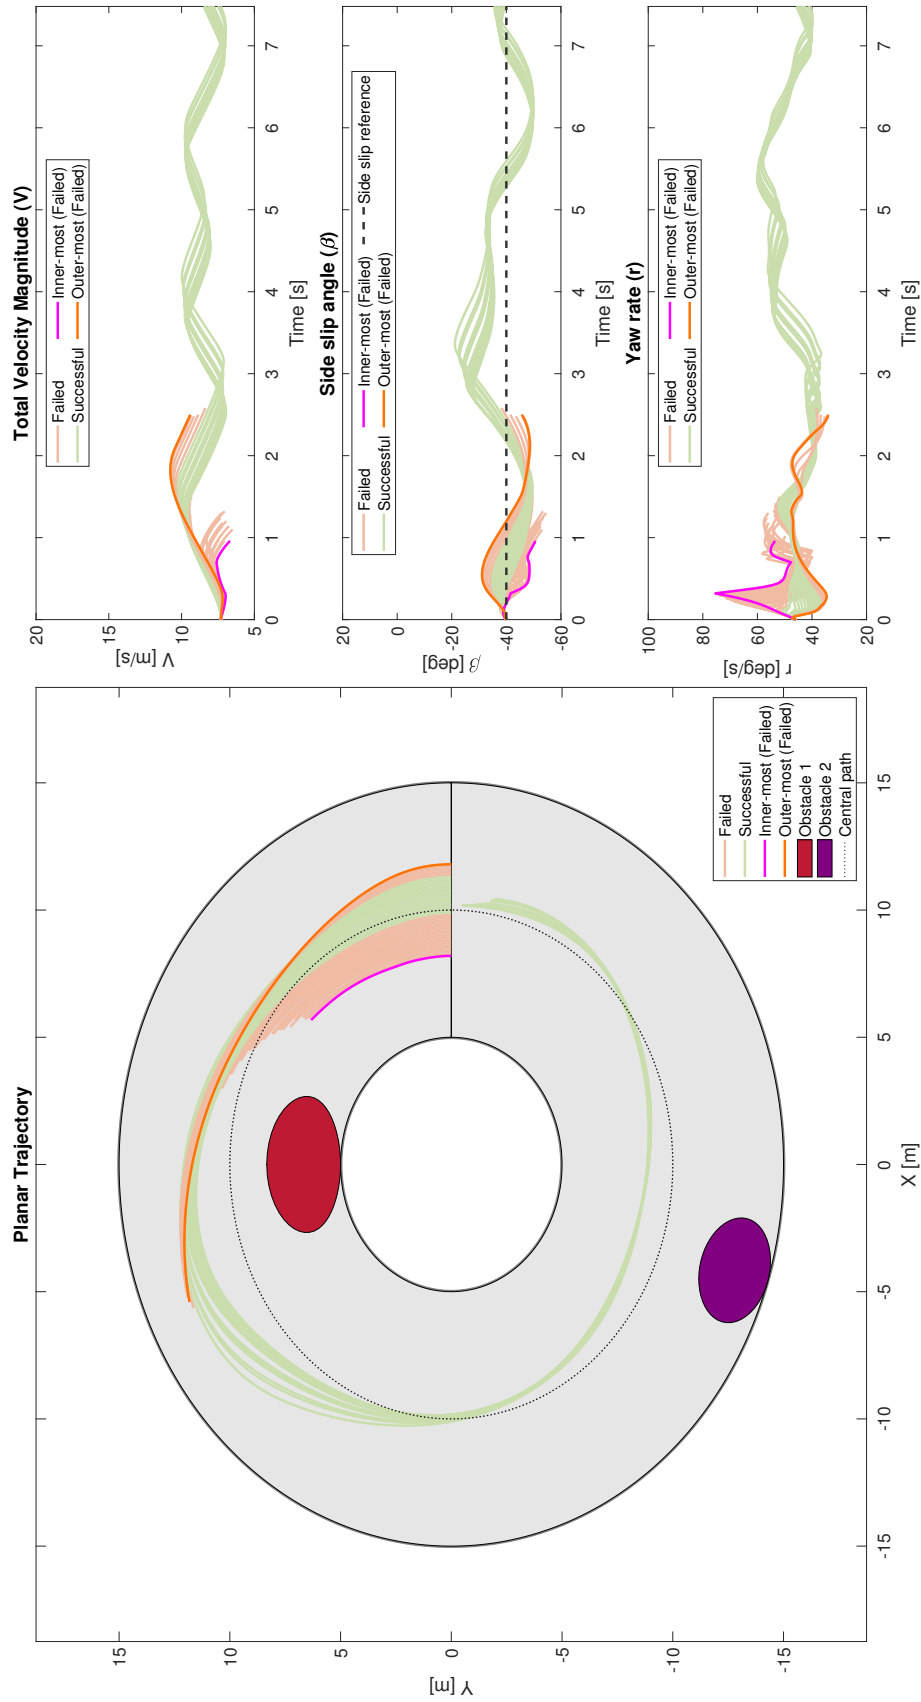 Planar Trajectory
Y [m]
15
10
5
0
-5
-10
-15
-15
-10
-5
0
5
10
15
X [m]
Failed
Successful
Inner-most (Failed)
Outer-most (Failed)
Obstacle 1
Obstacle 2
Central path
Total Velocity Magnitude (V)
V [m/s]
20
15
10
5
0
1
2
3
4
5
6
7
Time [s]
Failed
Successful
Inner-most (Failed)
Outer-most (Failed)
Side slip angle (β)
β [deg]
20
0
-20
-40
-60
0
1
2
3
4
5
6
7
Time [s]
Failed
Successful
Inner-most (Failed)
Outer-most (Failed)
Side slip reference
Yaw rate (r)
r [deg/s]
100
80
60
40
20
0
1
2
3
4
5
6
7
Time [s]
Failed
Successful
Inner-most (Failed)
Outer-most (Failed)